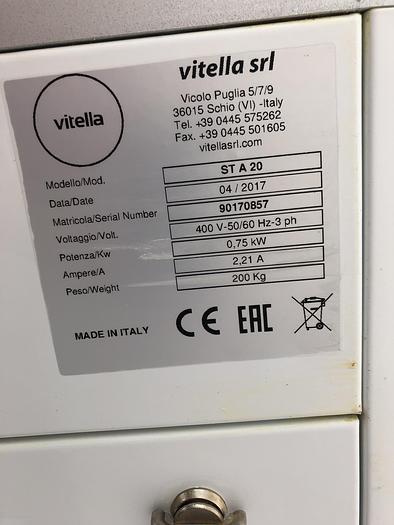 vitella
vitella srl
Vicolo Puglia 5/7/9
36015 Schio (VI) -Italy
Tel. +39 0445 575262
Fax. +39 0445 501605
vitellasrl.com
Modello/Mod. ST A 20
Data/Date 04 / 2017
Matricola/Serial Number 90170857
Voltaggio/Volt. 400 V-50/60 Hz-3 ph
Potenza/Kw 0,75 kW
Ampere/A 2,21 A
Peso/Weight 200 Kg
MADE IN ITALY CE EAC